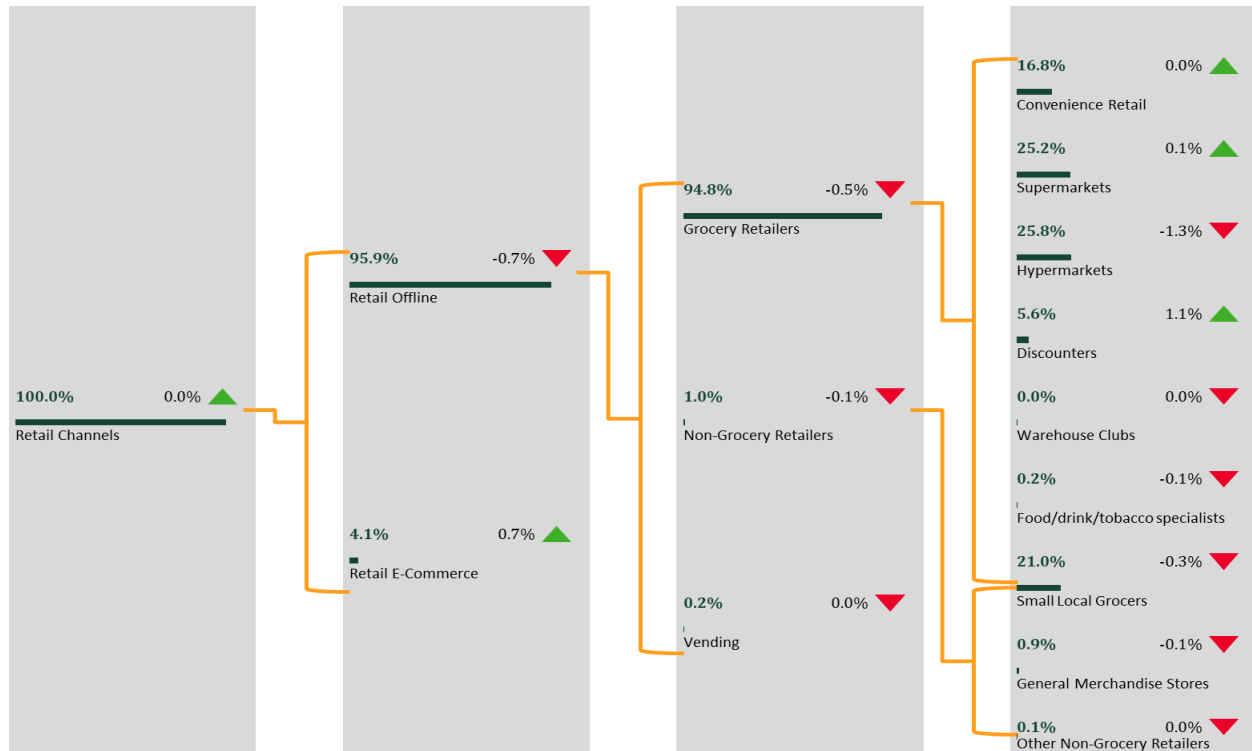 100.0% 0.0%
Retail Channels
95.9% -0.7%
Retail Offline
4.1% 0.7%
Retail E-Commerce
94.8% -0.5%
Grocery Retailers
1.0% -0.1%
Non-Grocery Retailers
0.2% 0.0%
Vending
16.8% 0.0%
Convenience Retail
25.2% 0.1%
Supermarkets
25.8% -1.3%
Hypermarkets
5.6% 1.1%
Discounters
0.0% 0.0%
Warehouse Clubs
0.2% -0.1%
Food/drink/tobacco specialists
21.0% -0.3%
Small Local Grocers
0.9% -0.1%
General Merchandise Stores
0.1% 0.0%
Other Non-Grocery Retailers